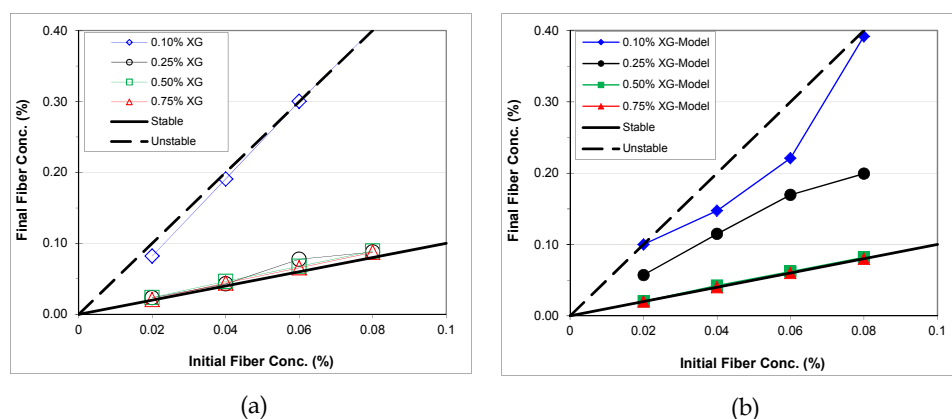 0.40
0.30
0.20
0.10
0.00
Final Fiber Conc. (%)
0.10% XG
0.25% XG
0.50% XG
0.75% XG
Stable
Unstable
0 0.02 0.04 0.06 0.08 0.1
Initial Fiber Conc. (%)
(a)
0.40
0.30
0.20
0.10
0.00
Final Fiber Conc. (%)
0.10% XG-Model
0.25% XG-Model
0.50% XG-Model
0.75% XG-Model
Stable
Unstable
0 0.02 0.04 0.06 0.08 0.1
Initial Fiber Conc. (%)
(b)